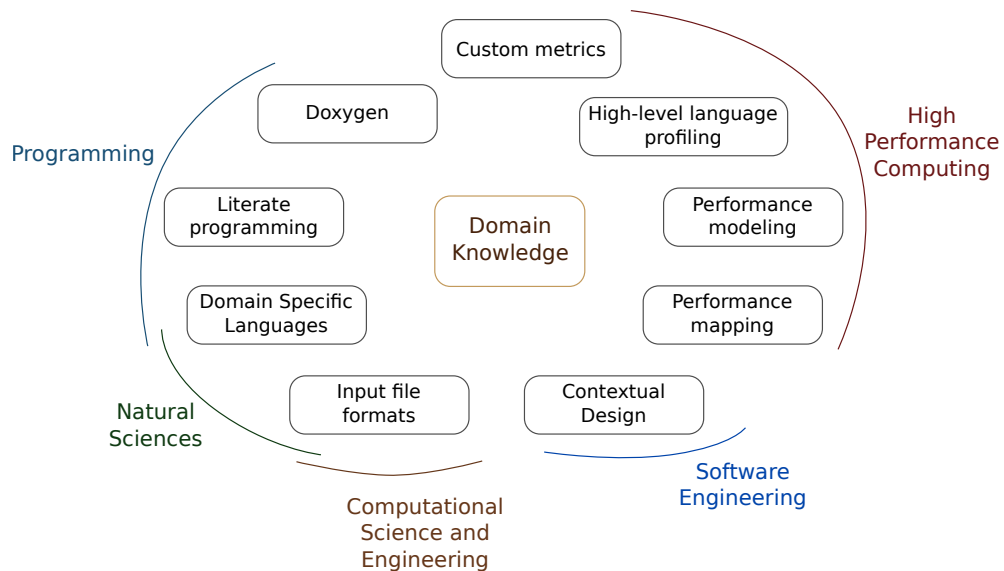 Custom metrics
Doxygen
High-level language
profiling
High
Performance
Computing
Programming
Literate
programming
Domain
Knowledge
Performance
modeling
Domain Specific
Languages
Performance
mapping
Input file
formats
Contextual
Design
Natural
Sciences
Software
Engineering
Computational
Science and
Engineering